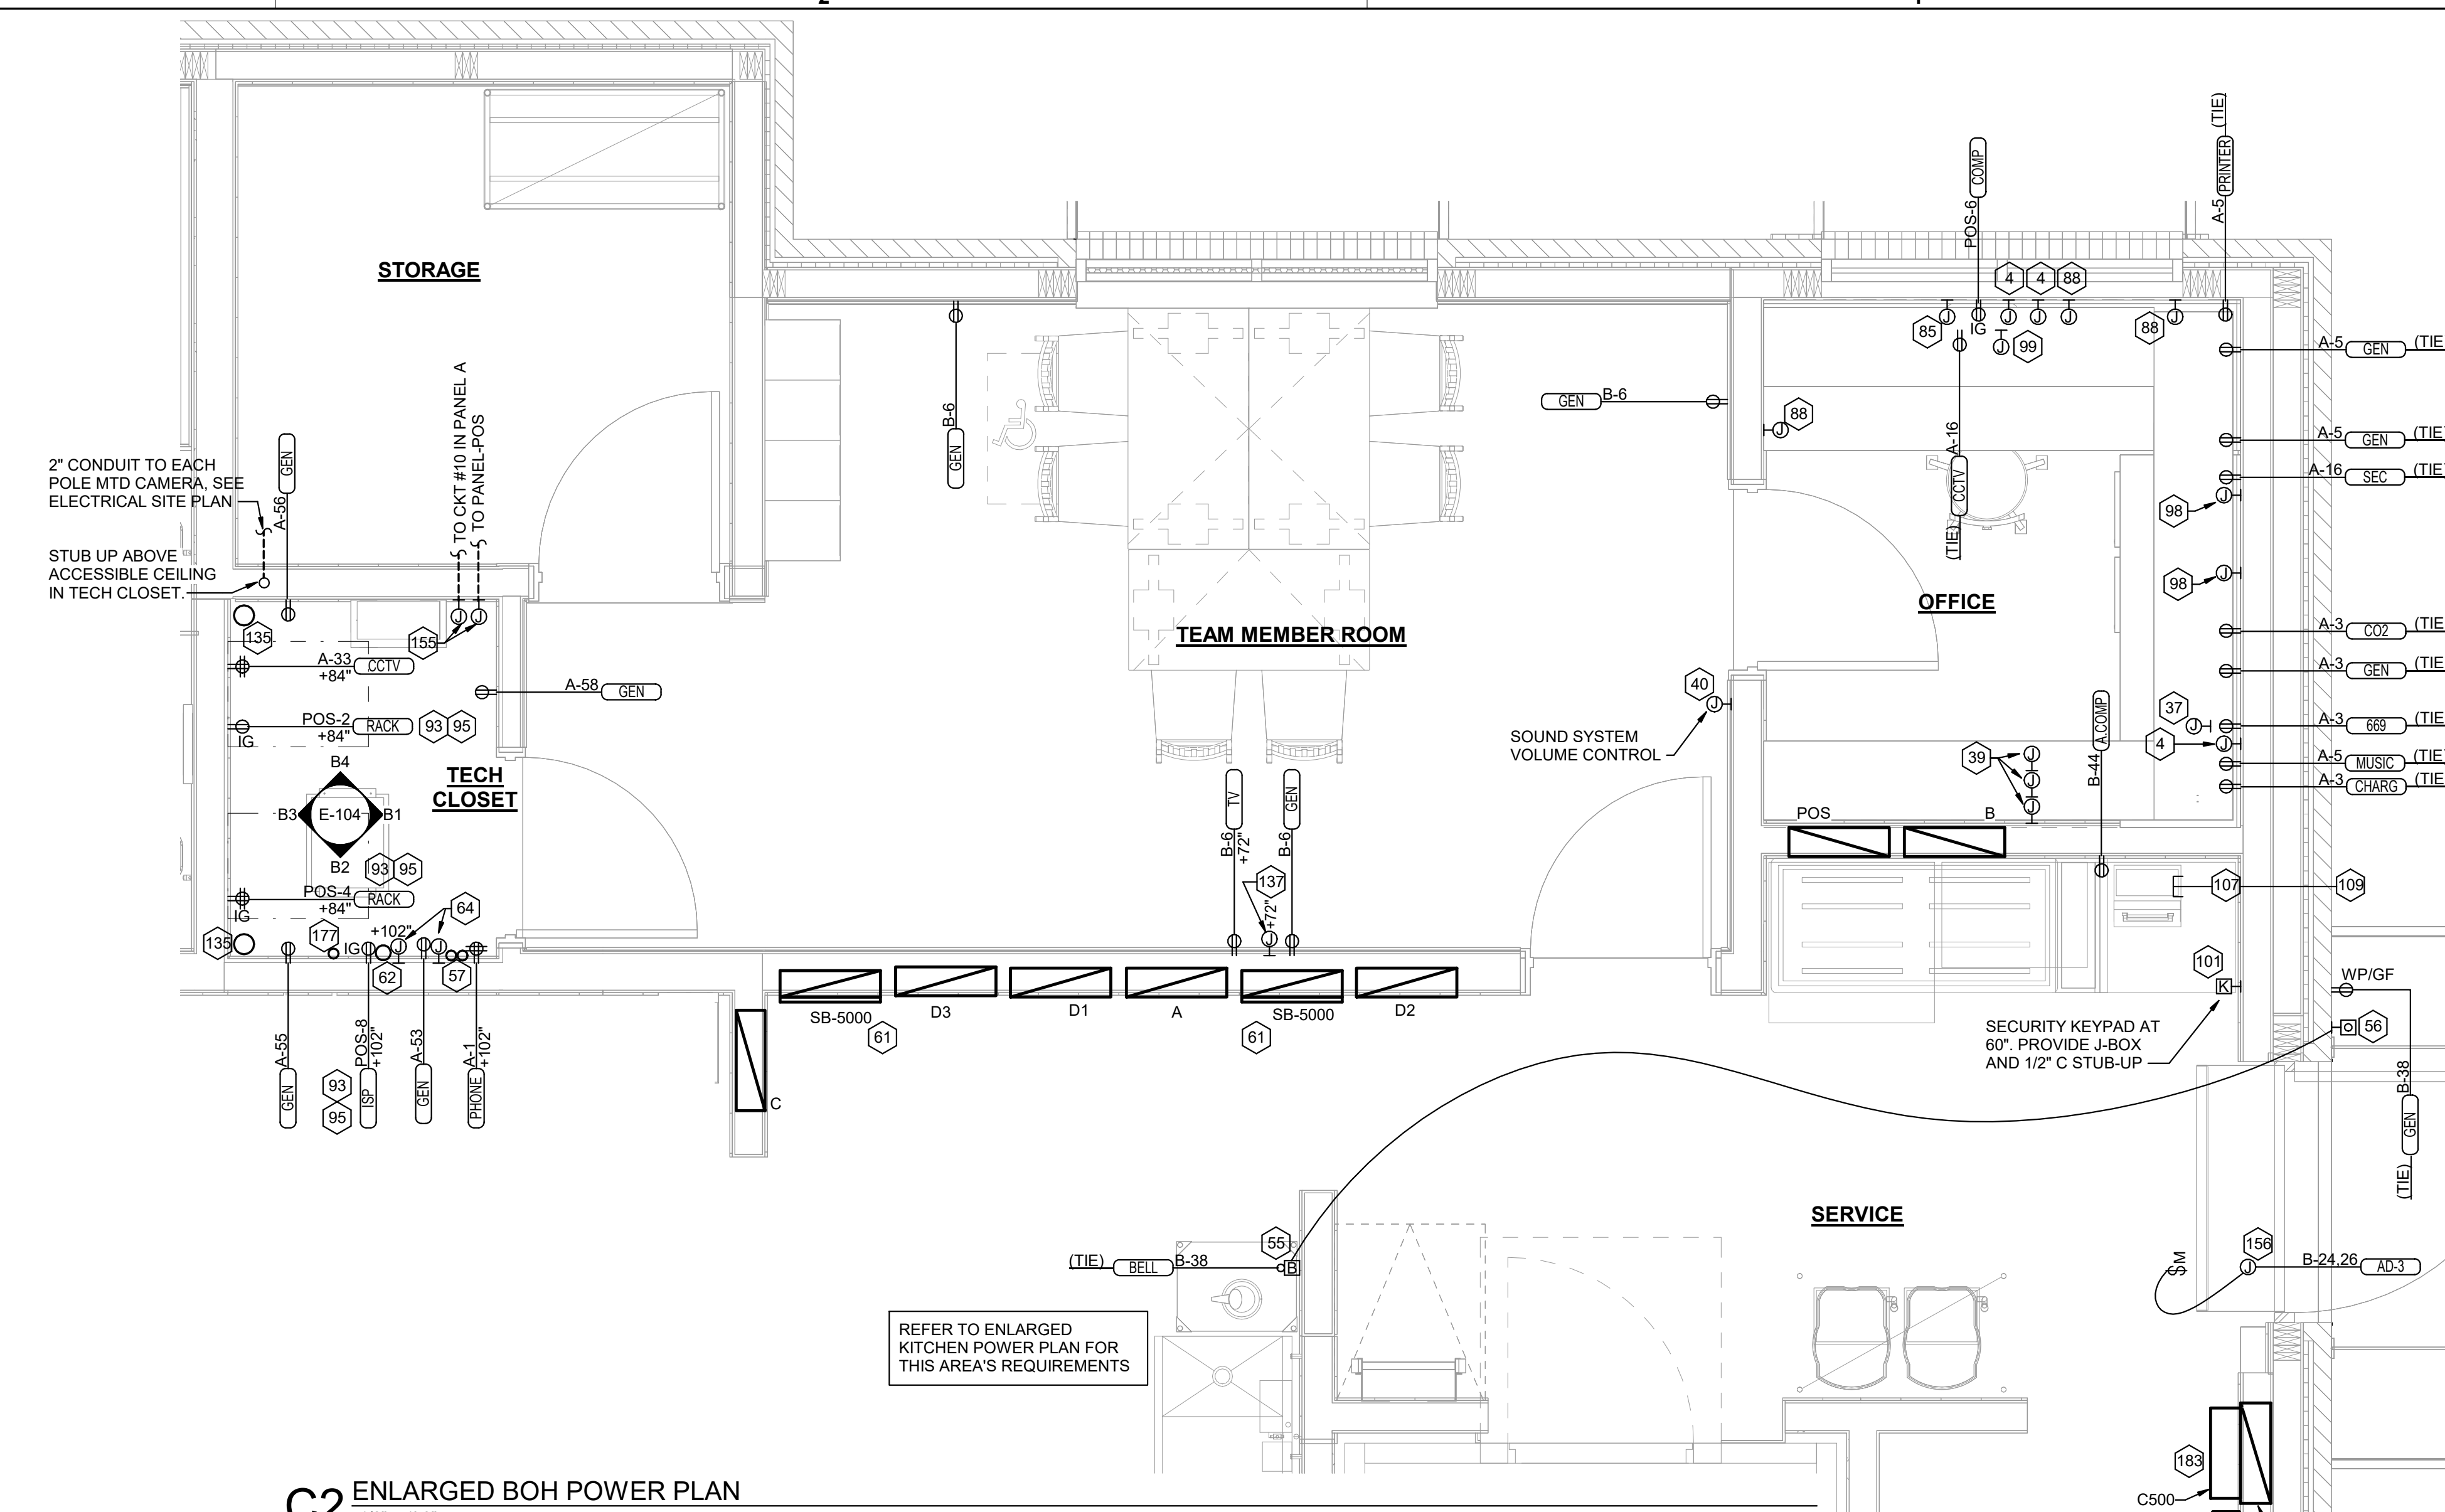 (TIE)
PRINTER
A-5
COMP
POS-6
STORAGE
4
4
88
85
IG
99
88
A-5
GEN
(TIE
GEN
B-6
B-6
GEN
88
A-16
CCTV
(TIE)
A-5
GEN
(TIE
A-16
SEC
(TIE
98
98
TO CKT #10 IN PANEL A
TO PANEL-POS
GEN
A-56
2" CONDUIT TO EACH
POLE MTD CAMERA, SEE
ELECTRICAL SITE PLAN
STUB UP ABOVE
ACCESSIBLE CEILING
IN TECH CLOSET.
OFFICE
TEAM MEMBER ROOM
135
155
A-33
+84"
CCTV
A-58
GEN
A-3
CO2
(TIE
A-3
GEN
(TIE
40
SOUND SYSTEM
VOLUME CONTROL
37
A-3
669
(TIE
4
A-5
MUSIC
(TIE
A-3
CHARG
(TIE
POS-2
+84"
RACK
93
95
IG
TECH
CLOSET
B4
B3
E-104
B1
B2
93
95
POS-4
+84"
RACK
IG
39
A.COMP
B-44
POS
B
TV
B-6
+72"
GEN
B-6
137
+72"
107
109
64
135
177
IG
+102"
62
57
101
K
WP/GF
56
SB-5000
61
D3
D1
A
SB-5000
61
D2
C
A-55
GEN
POS-8
+102"
ISP
93
95
A-53
GEN
A-1
+102"
PHONE
SECURITY KEYPAD AT
60". PROVIDE J-BOX
AND 1/2" C STUB-UP
B-38
GEN
(TIE)
SERVICE
55
B
(TIE)
BELL
B-38
156
$M
J
B-24,26
AD-3
REFER TO ENLARGED
KITCHEN POWER PLAN FOR
THIS AREA'S REQUIREMENTS
183
C500
C2
ENLARGED BOH POWER PLAN